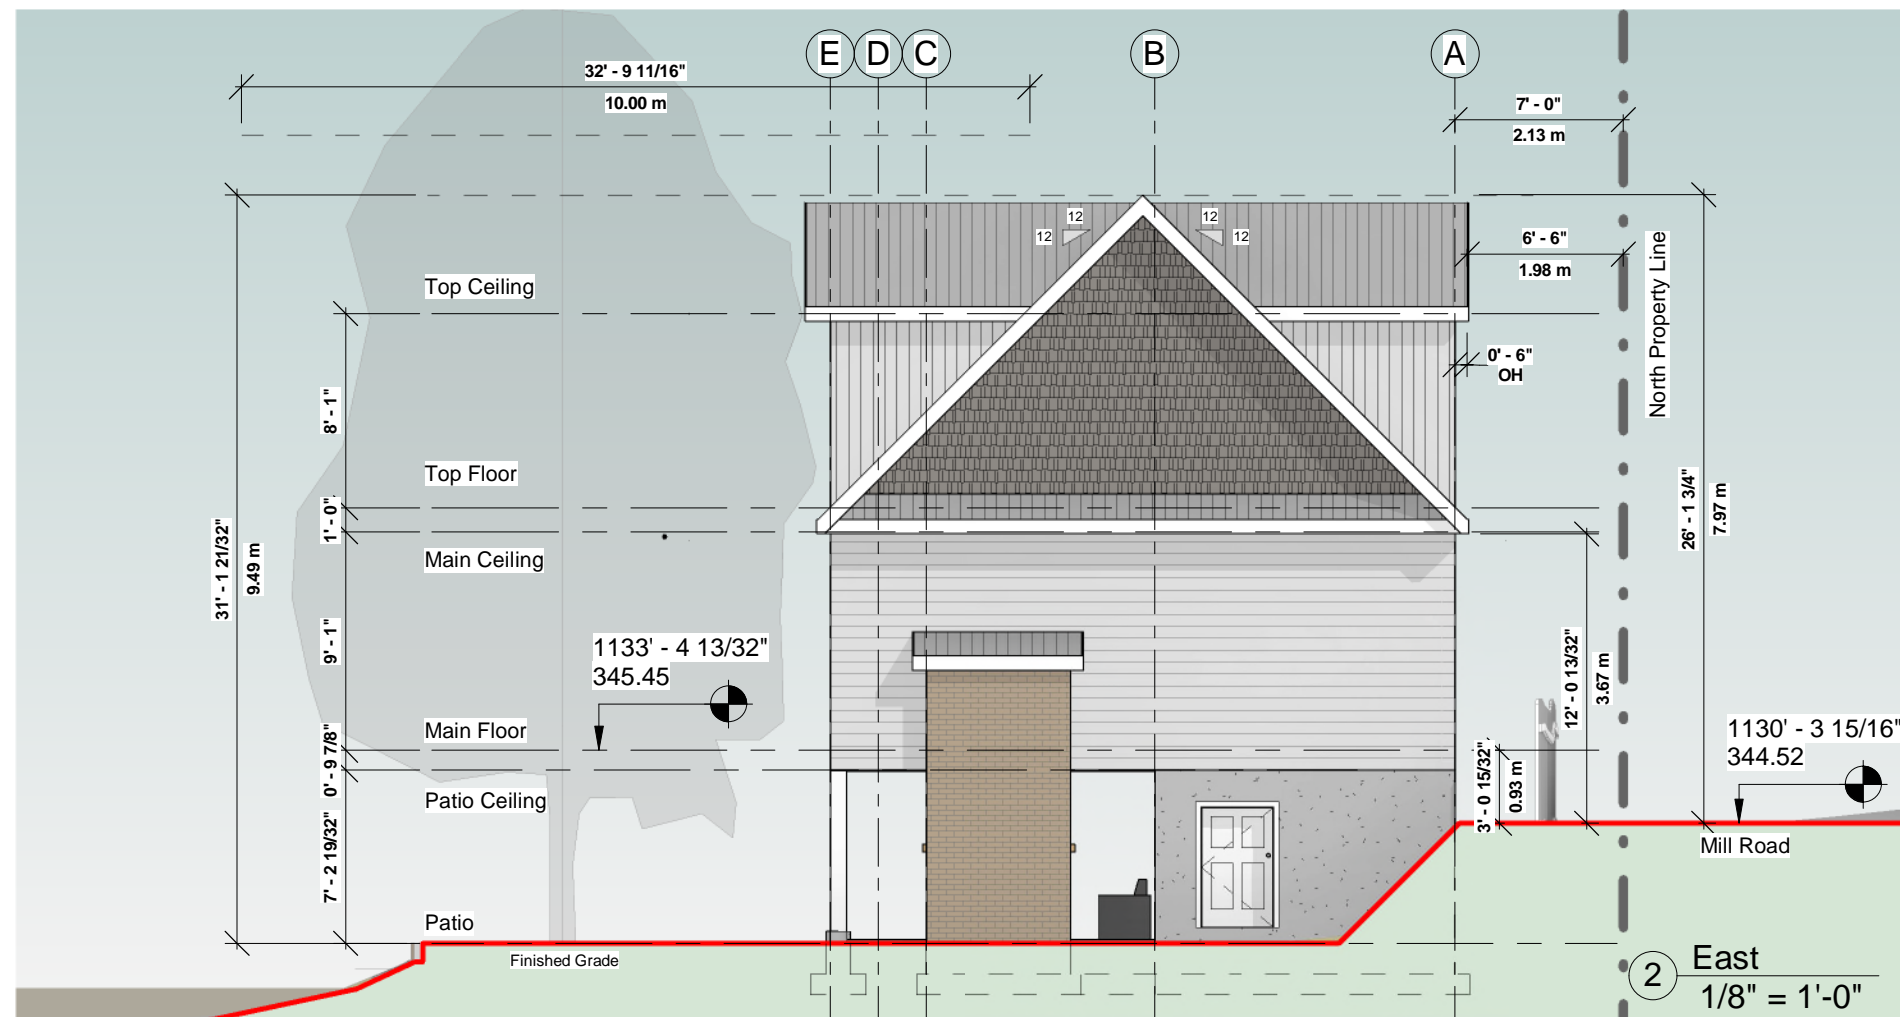 E
D
C
B
A
32' - 9 11/16"
10.00 m
7' - 0"
2.13 m
12
12
12
12
6' - 6"
1.98 m
North Property Line
Top Ceiling
0' - 6"
OH
8' - 1"
Top Floor
1' - 0"
31' - 1 21/32"
9.49 m
26' - 1 3/4"
7.97 m
Main Ceiling
9' - 1"
1133' - 4 13/32"
345.45
12' - 0 13/32"
3.67 m
Main Floor
0' - 9 7/8"
1130' - 3 15/16"
344.52
3' - 0 15/32"
0.93 m
Patio Ceiling
7' - 2 19/32"
Mill Road
Patio
Finished Grade
2
East
1/8" = 1'-0"